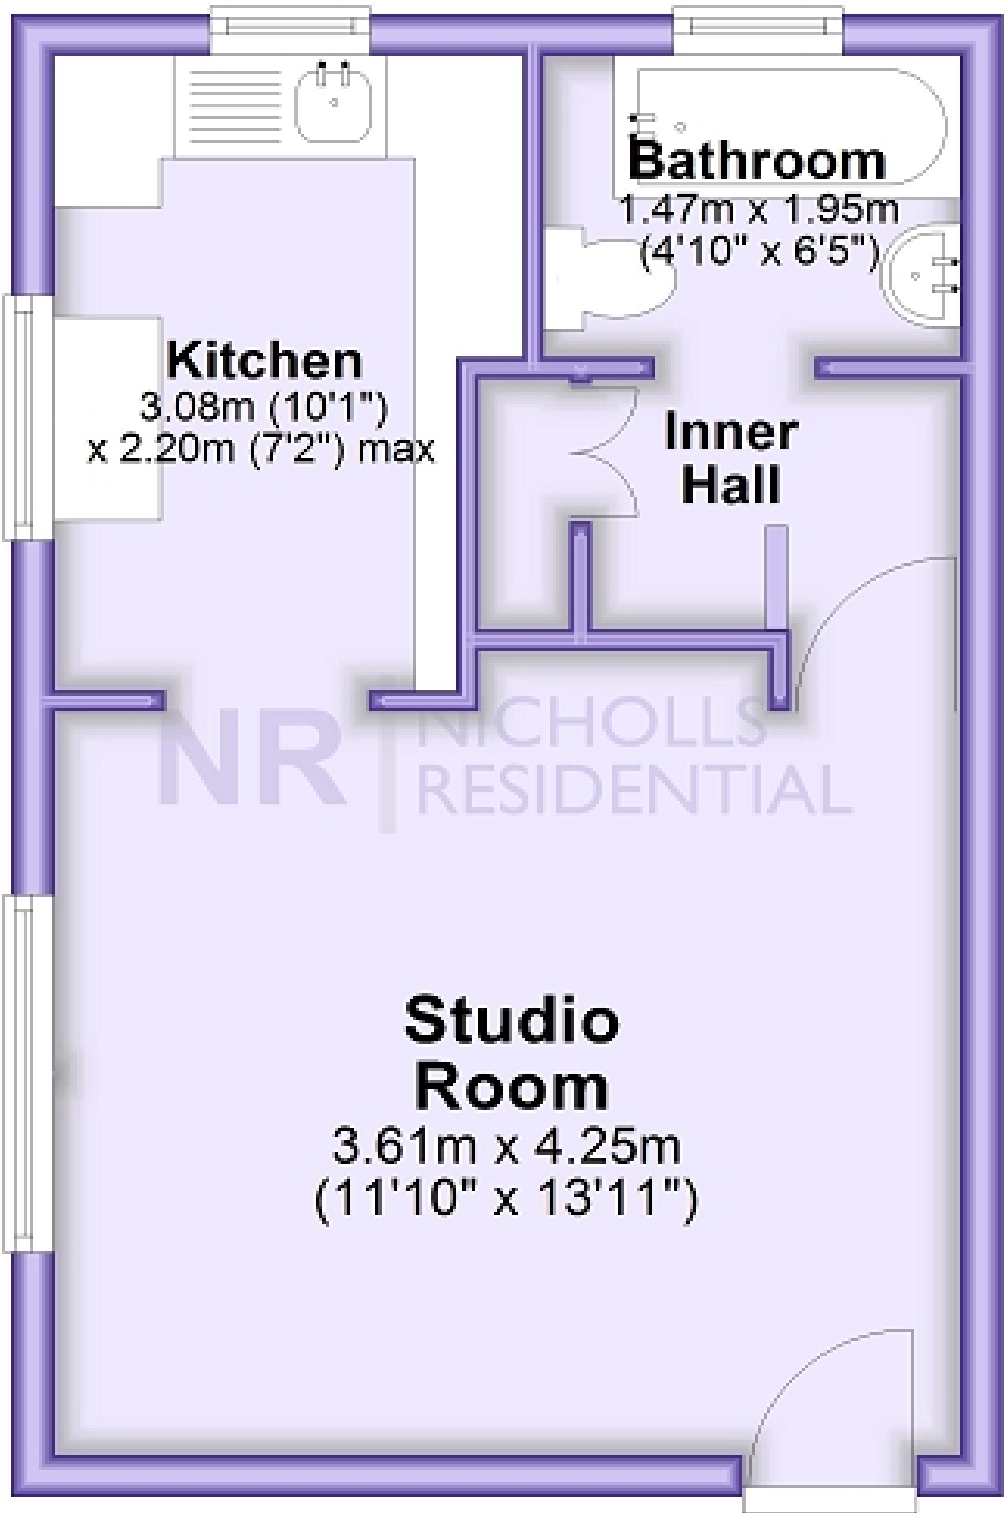 Bathroom
1.47m x 1.95m
(4'10" x 6'5")
Kitchen
3.08m (10'1")
x 2.20m (7'2") max
Inner
Hall
NR
NICHOLLS
RESIDENTIAL
Studio
Room
3.61m x 4.25m
(11'10" x 13'11")